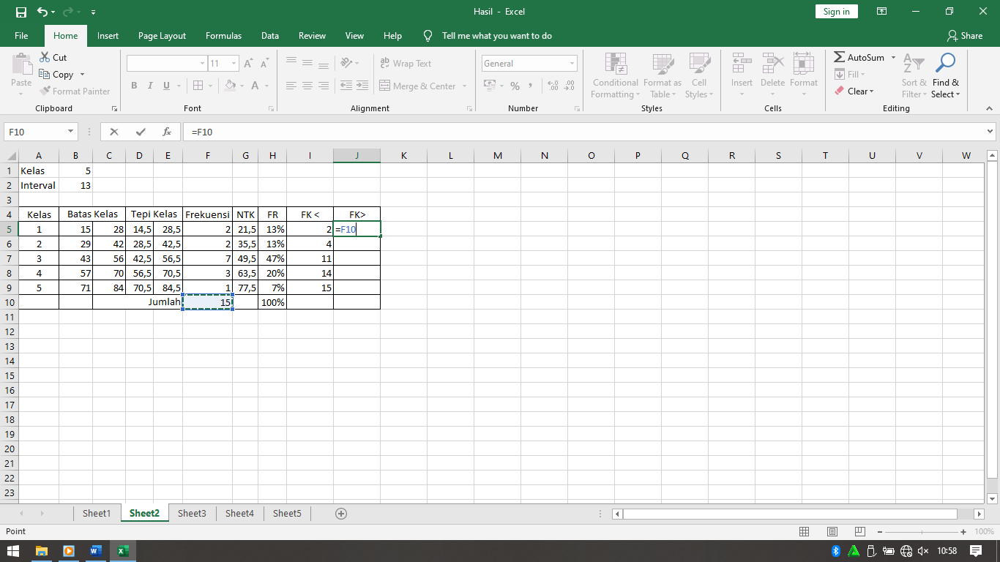 Hasil - Excel
Sign in
File Home Insert Page Layout Formulas Data Review View Help Tell me what you want to do Share
Paste Cut Copy Format Painter Clipboard
11 B I U Font
Wrap Text Merge & Center Alignment
General % , Number
Conditional Formatting Format as Table Cell Styles Styles
Insert Delete Format Cells
AutoSum Fill Clear Sort & Filter Find & Select Editing
F10 fx =F10
A B C D E F G H I J K L M N O P Q R S T U V W
1 Kelas 5
2 Interval 13
3
4 Kelas Batas Kelas Tepi Kelas Frekuensi NTK FR FK < FK>
5 1 15 28 14,5 28,5 2 21,5 13% 2 =F10
6 2 29 42 28,5 42,5 2 35,5 13% 4
7 3 43 56 42,5 56,5 7 49,5 47% 11
8 4 57 70 56,5 70,5 3 63,5 20% 14
9 5 71 84 70,5 84,5 1 77,5 7% 15
10 Jumlah 15 100%
11
12
13
14
15
16
17
18
19
20
21
22
23
Sheet1 Sheet2 Sheet3 Sheet4 Sheet5
Point 100%
10:58